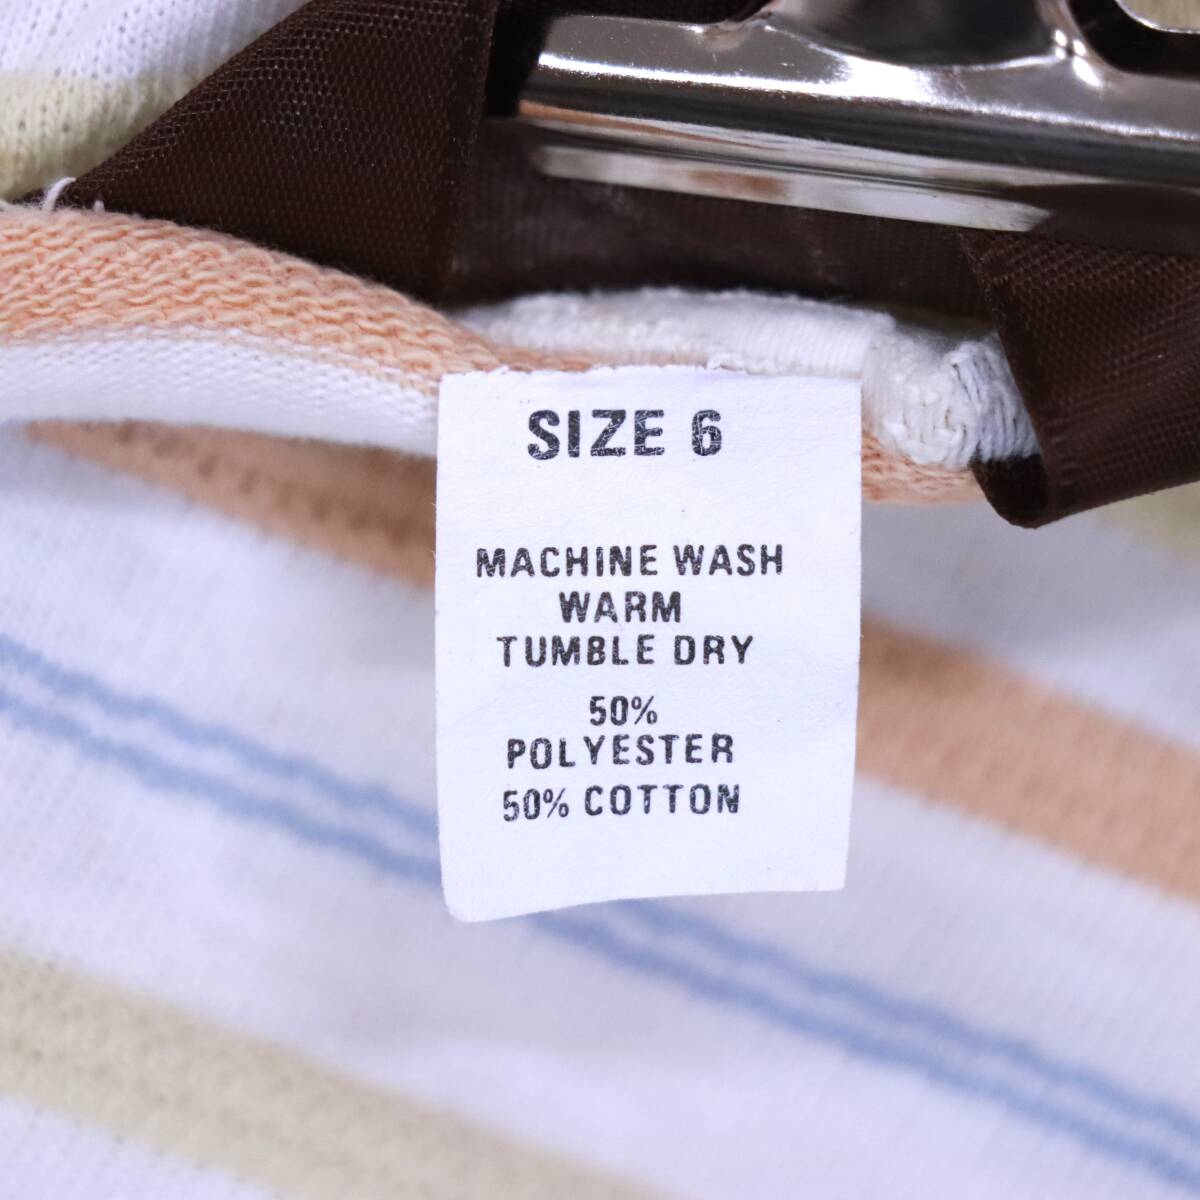 SIZE 6
MACHINE WASH
WARM
TUMBLE DRY
50%
POLYESTER
50% COTTON